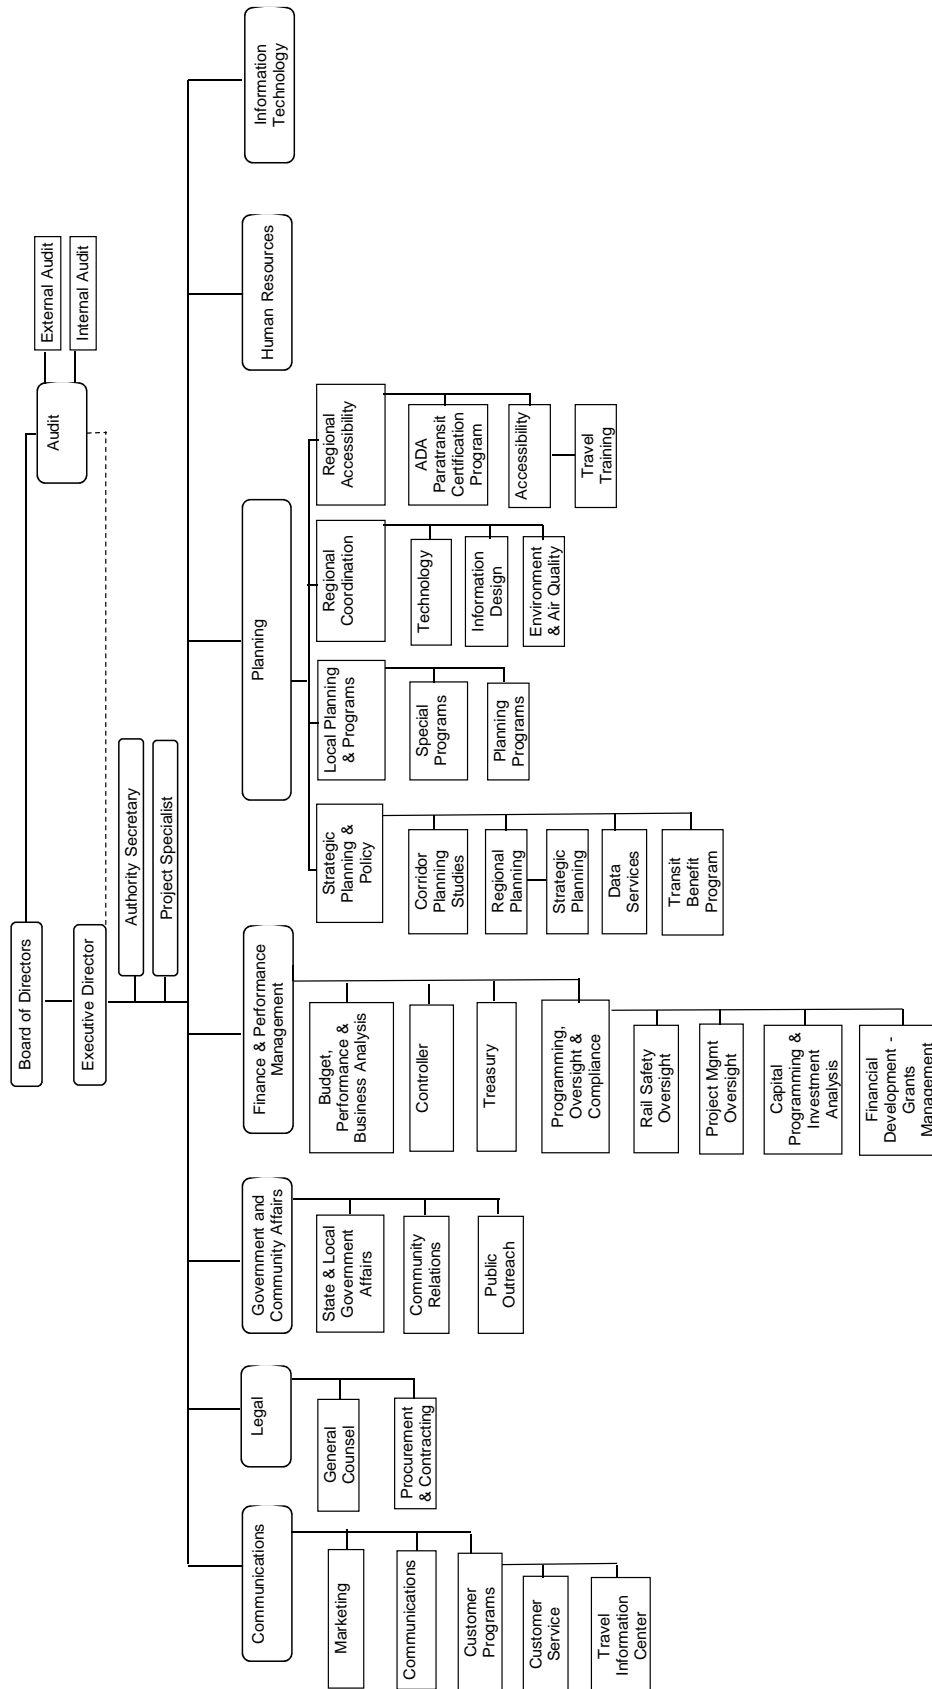 Board of Directors
Executive Director
Audit
External Audit
Internal Audit
Authority Secretary
Project Specialist
Communications
Marketing
Communications
Customer
Programs
Customer
Service
Travel
Information
Center
Legal
General
Counsel
Procurement
& Contracting
Government and
Community Affairs
State & Local
Government
Affairs
Community
Relations
Public
Outreach
Finance & Performance
Management
Budget,
Performance &
Business Analysis
Controller
Treasury
Programming,
Oversight &
Compliance
Rail Safety
Oversight
Project Mgmt
Oversight
Capital
Programming &
Investment
Analysis
Financial
Development -
Grants
Management
Planning
Strategic
Planning &
Policy
Corridor
Planning
Studies
Regional
Planning
Strategic
Planning
Data
Services
Transit
Benefit
Program
Local Planning
& Programs
Special
Programs
Planning
Programs
Regional
Coordination
Technology
Information
Design
Environment
& Air Quality
Regional
Accessibility
ADA
Paratransit
Certification
Program
Accessibility
Travel
Training
Human Resources
Information
Technology